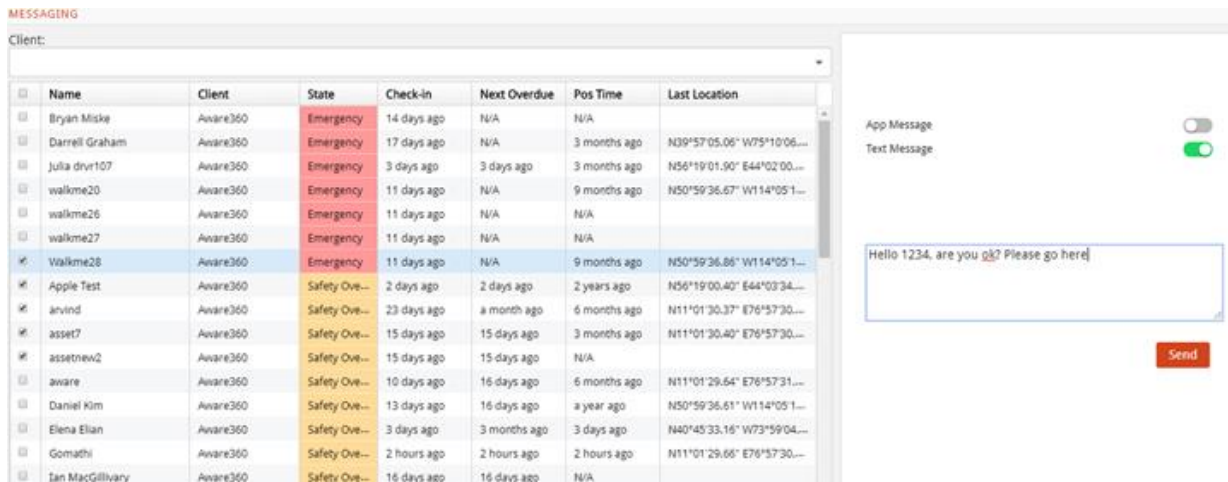 MESSAGING
Client:
Name Client State Check-in Next Overdue Pos Time Last Location
Bryan Miske Aware360 Emergency 14 days ago N/A N/A
Darrell Graham Aware360 Emergency 17 days ago N/A 3 months ago N39°57'05.06" W75°10'06....
Julia drvr107 Aware360 Emergency 3 days ago 3 days ago 3 months ago N56°19'01.90" E44°02'00....
walkme20 Aware360 Emergency 11 days ago N/A 9 months ago N50°59'36.67" W114°05'1...
walkme26 Aware360 Emergency 11 days ago N/A N/A
walkme27 Aware360 Emergency 11 days ago N/A N/A
Walkme28 Aware360 Emergency 11 days ago N/A 9 months ago N50°59'36.86" W114°05'1...
Apple Test Aware360 Safety Ove... 2 days ago 2 days ago 2 years ago N56°19'00.40" E44°03'34....
arvind Aware360 Safety Ove... 23 days ago a month ago 6 months ago N11°01'30.37" E76°57'30....
asset7 Aware360 Safety Ove... 15 days ago 15 days ago 3 months ago N11°01'30.40" E76°57'30....
assetnew2 Aware360 Safety Ove... 15 days ago 15 days ago N/A
aware Aware360 Safety Ove... 10 days ago 16 days ago 6 months ago N11°01'29.64" E76°57'31....
Daniel Kim Aware360 Safety Ove... 13 days ago 16 days ago a year ago N50°59'36.61" W114°05'1...
Elena Elian Aware360 Safety Ove... 3 days ago 3 months ago 3 days ago N40°45'33.16" W73°59'04....
Gomathi Aware360 Safety Ove... 2 hours ago 2 hours ago 2 hours ago N11°01'29.66" E76°57'30....
Ian MacGillivary Aware360 Safety Ove... 16 days ago 16 days ago N/A
App Message
Text Message
Hello 1234, are you ok? Please go here
Send